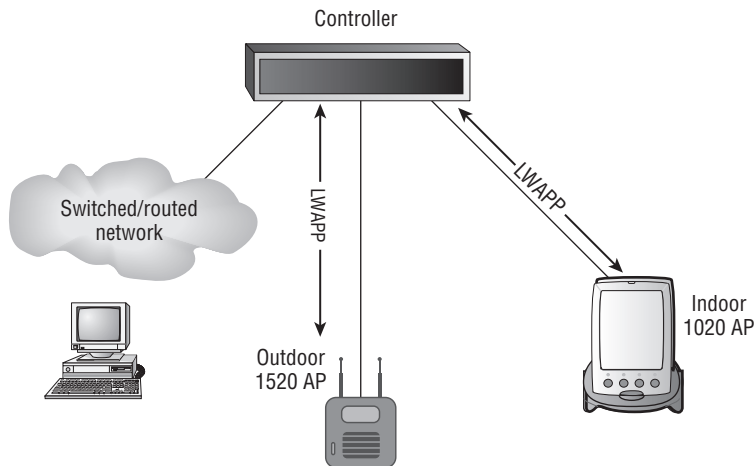 Controller
Switched/routed
network
LWAPP
LWAPP
Outdoor
1520 AP
Indoor
1020 AP